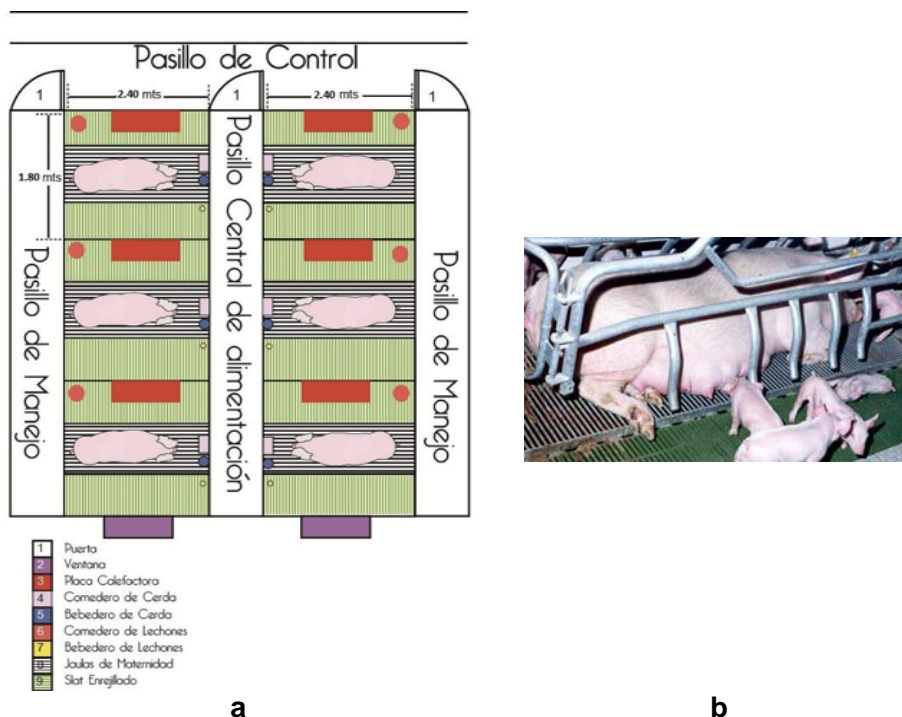 Pasillo de Control
1
2.40 mts
1
2.40 mts
1
1.80 mts
Pasillo de Manejo
Pasillo Central de alimentación
Pasillo de Manejo
1 Puerta
2 Ventana
3 Placa Calefactora
4 Comedero de Cerda
5 Bebedero de Cerda
6 Comedero de Lechones
7 Bebedero de Lechones
8 Jaulas de Maternidad
9 Slat Enrejillado
a
b